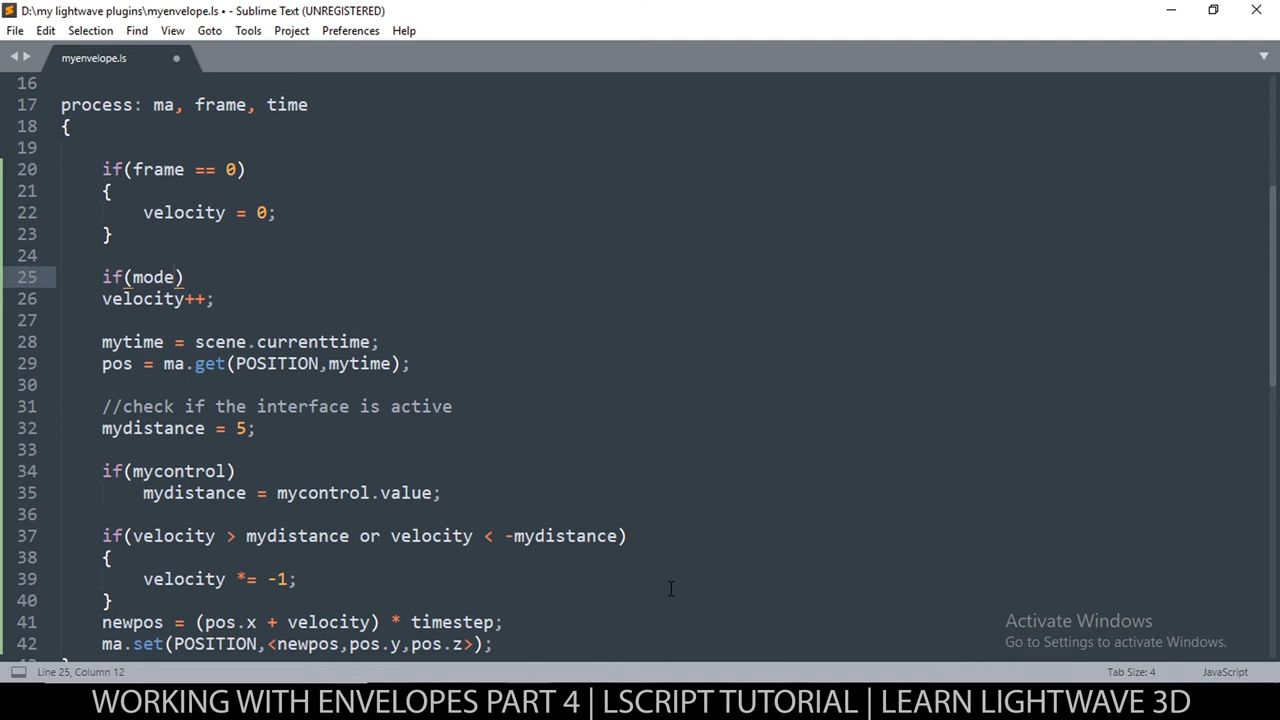 D:\my lightwave plugins\myenvelope.ls • - Sublime Text (UNREGISTERED)
File Edit Selection Find View Goto Tools Project Preferences Help
myenvelope.ls
16
17 process: ma, frame, time
18 {
19
20 if(frame == 0)
21 {
22 velocity = 0;
23 }
24
25 if(mode)
26 velocity++;
27
28 mytime = scene.currenttime;
29 pos = ma.get(POSITION,mytime);
30
31 //check if the interface is active
32 mydistance = 5;
33
34 if(mycontrol)
35 mydistance = mycontrol.value;
36
37 if(velocity > mydistance or velocity < -mydistance)
38 {
39 velocity *= -1;
40 }
41 newpos = (pos.x + velocity) * timestep;
42 ma.set(POSITION,<newpos,pos.y,pos.z>);
Activate Windows
Go to Settings to activate Windows.
Line 25, Column 12 Tab Size: 4 JavaScript
WORKING WITH ENVELOPES PART 4 | LSCRIPT TUTORIAL | LEARN LIGHTWAVE 3D